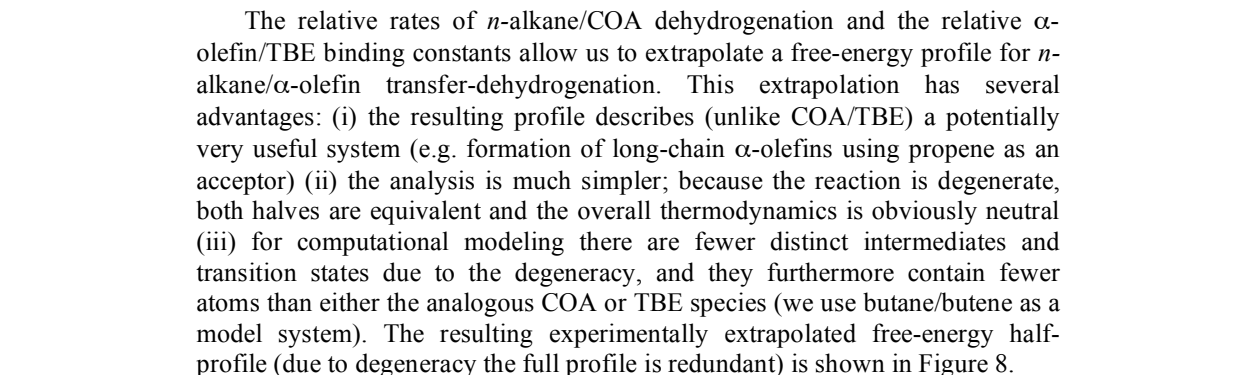 The relative rates of n-alkane/COA dehydrogenation and the relative α-
olefin/TBE binding constants allow us to extrapolate a free-energy profile for n-
alkane/α-olefin transfer-dehydrogenation. This extrapolation has several
advantages: (i) the resulting profile describes (unlike COA/TBE) a potentially
very useful system (e.g. formation of long-chain α-olefins using propene as an
acceptor) (ii) the analysis is much simpler; because the reaction is degenerate,
both halves are equivalent and the overall thermodynamics is obviously neutral
(iii) for computational modeling there are fewer distinct intermediates and
transition states due to the degeneracy, and they furthermore contain fewer
atoms than either the analogous COA or TBE species (we use butane/butene as a
model system). The resulting experimentally extrapolated free-energy half-
profile (due to degeneracy the full profile is redundant) is shown in Figure 8.